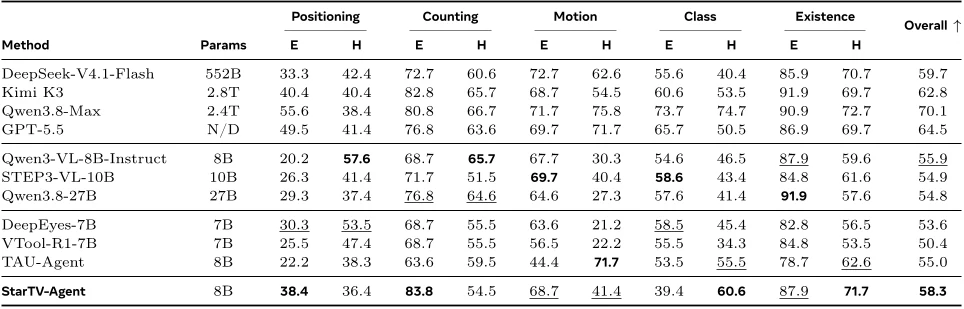 Positioning Counting Motion Class Existence Overall ↑
Method Params E H E H E H E H E H
DeepSeek-V4.1-Flash 552B 33.3 42.4 72.7 60.6 72.7 62.6 55.6 40.4 85.9 70.7 59.7
Kimi K3 2.8T 40.4 40.4 82.8 65.7 68.7 54.5 60.6 53.5 91.9 69.7 62.8
Qwen3.8-Max 2.4T 55.6 38.4 80.8 66.7 71.7 75.8 73.7 74.7 90.9 72.7 70.1
GPT-5.5 N/D 49.5 41.4 76.8 63.6 69.7 71.7 65.7 50.5 86.9 69.7 64.5
Qwen3-VL-8B-Instruct 8B 20.2 57.6 68.7 65.7 67.7 30.3 54.6 46.5 87.9 59.6 55.9
STEP3-VL-10B 10B 26.3 41.4 71.7 51.5 69.7 40.4 58.6 43.4 84.8 61.6 54.9
Qwen3.8-27B 27B 29.3 37.4 76.8 64.6 64.6 27.3 57.6 41.4 91.9 57.6 54.8
DeepEyes-7B 7B 30.3 53.5 68.7 55.5 63.6 21.2 58.5 45.4 82.8 56.5 53.6
VTool-R1-7B 7B 25.5 47.4 68.7 55.5 56.5 22.2 55.5 34.3 84.8 53.5 50.4
TAU-Agent 8B 22.2 38.3 63.6 59.5 44.4 71.7 53.5 55.5 78.7 62.6 55.0
StarTV-Agent 8B 38.4 36.4 83.8 54.5 68.7 41.4 39.4 60.6 87.9 71.7 58.3